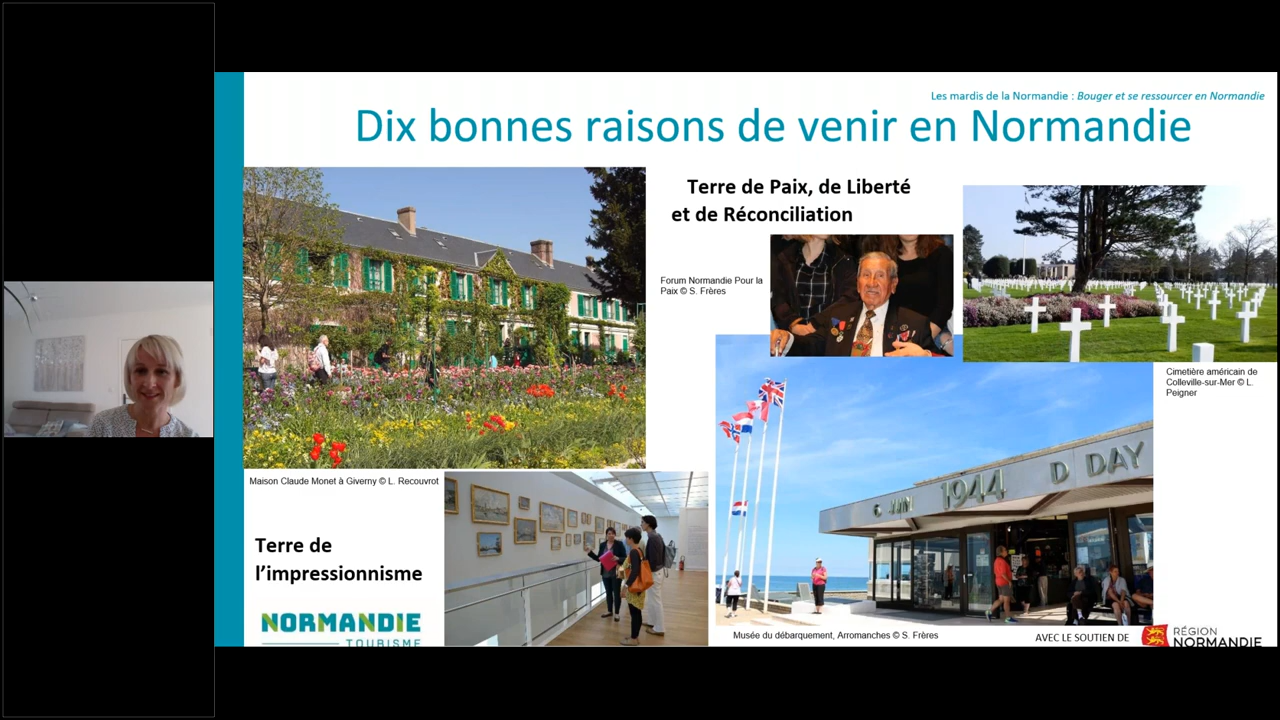 Les mardis de la Normandie : Bouger et se ressourcer en Normandie
Dix bonnes raisons de venir en Normandie
Terre de Paix, de Liberté
et de Réconciliation
Forum Normandie Pour la
Paix © S. Frères
Cimetière américain de
Colleville-sur-Mer © L.
Peigner
6 JUIN 1944 D DAY
Maison Claude Monet à Giverny © L. Recouvrot
Terre de
l’impressionnisme
NORMANDIE
TOURISME
Musée du débarquement, Arromanches © S. Frères
AVEC LE SOUTIEN DE
RÉGION
NORMANDIE